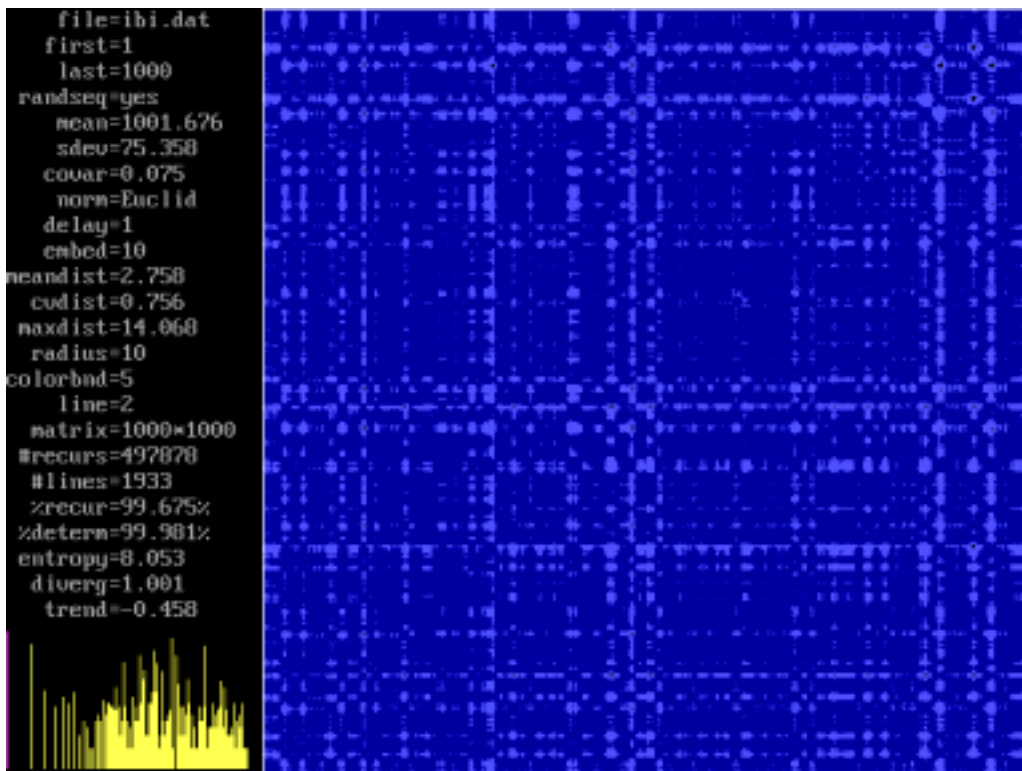 file=ibi.dat
first=1
last=1000
randseq=yes
mean=1001.676
sdev=75.358
covar=0.075
norm=Euclid
delay=1
embed=10
meandist=2.758
cvdist=0.756
maxdist=14.068
radius=10
colorbnd=5
line=2
matrix=1000*1000
#recurs=497878
#lines=1933
%recur=99.675%
%determ=99.981%
entropy=8.053
diverg=1.001
trend=-0.458